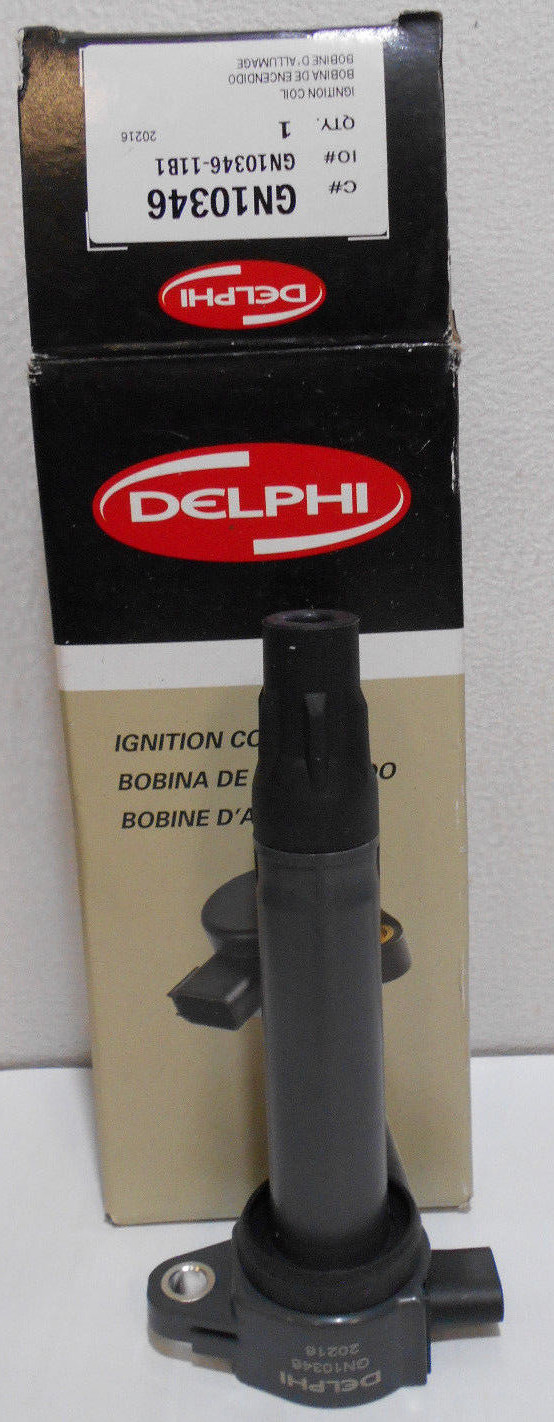 C# GN10346
IO# GN10346-11B1
QTY. 1 20216
IGNITION COIL
BOBINA DE ENCENDIDO
BOBINE D'ALLUMAGE
DELPHI
DELPHI
IGNITION CO
BOBINA DE DO
BOBINE D'A
DELPHI
GN10346
20216